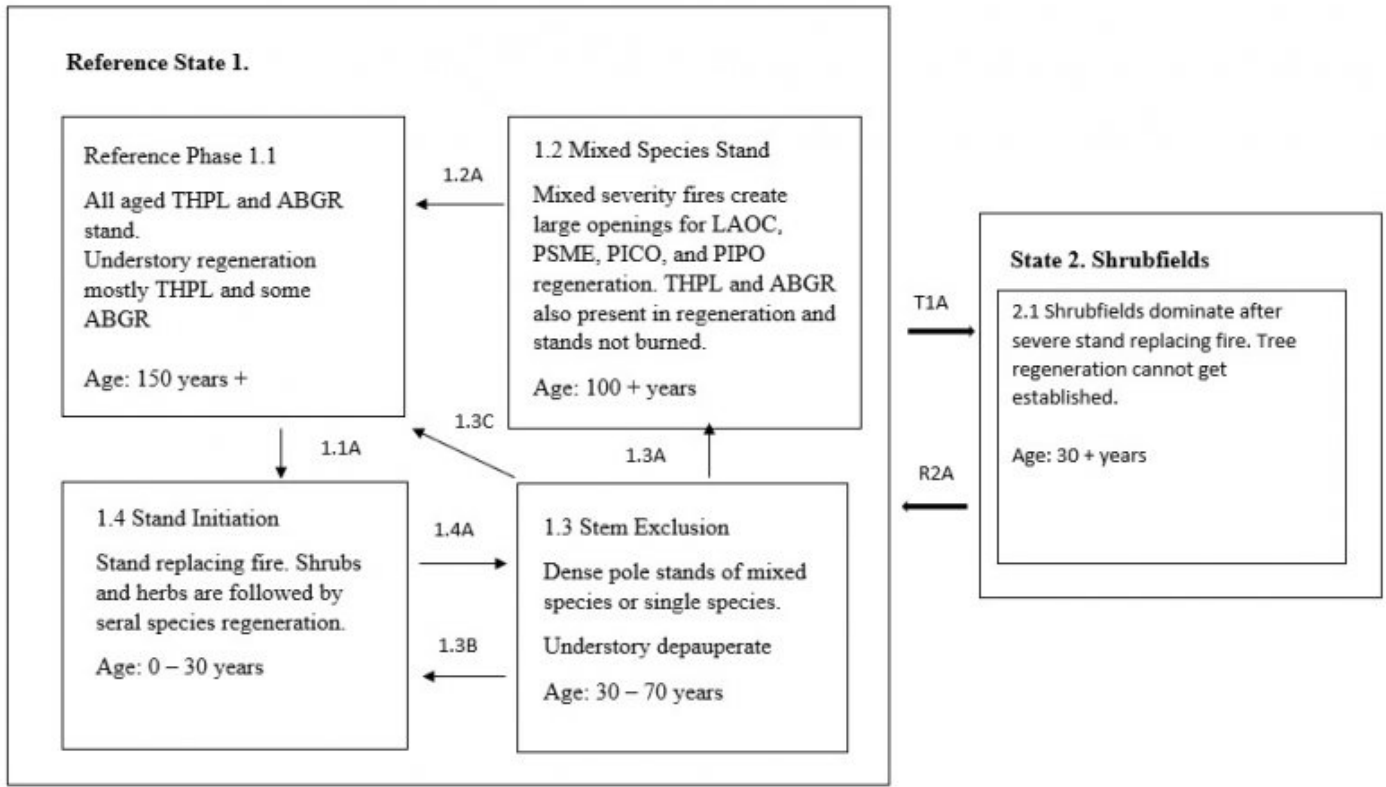 Reference State 1.
Reference Phase 1.1
All aged THPL and ABGR
stand.
Understory regeneration
mostly THPL and some
ABGR
Age: 150 years +
1.2A
1.2 Mixed Species Stand
Mixed severity fires create
large openings for LAOC,
PSME, PICO, and PIPO
regeneration. THPL and ABGR
also present in regeneration and
stands not burned.
Age: 100 + years
1.1A
1.3C
1.3A
1.4 Stand Initiation
Stand replacing fire. Shrubs
and herbs are followed by
seral species regeneration.
Age: 0 – 30 years
1.4A
1.3B
1.3 Stem Exclusion
Dense pole stands of mixed
species or single species.
Understory depauperate
Age: 30 – 70 years
T1A
R2A
State 2. Shrubfields
2.1 Shrubfields dominate after
severe stand replacing fire. Tree
regeneration cannot get
established.
Age: 30 + years